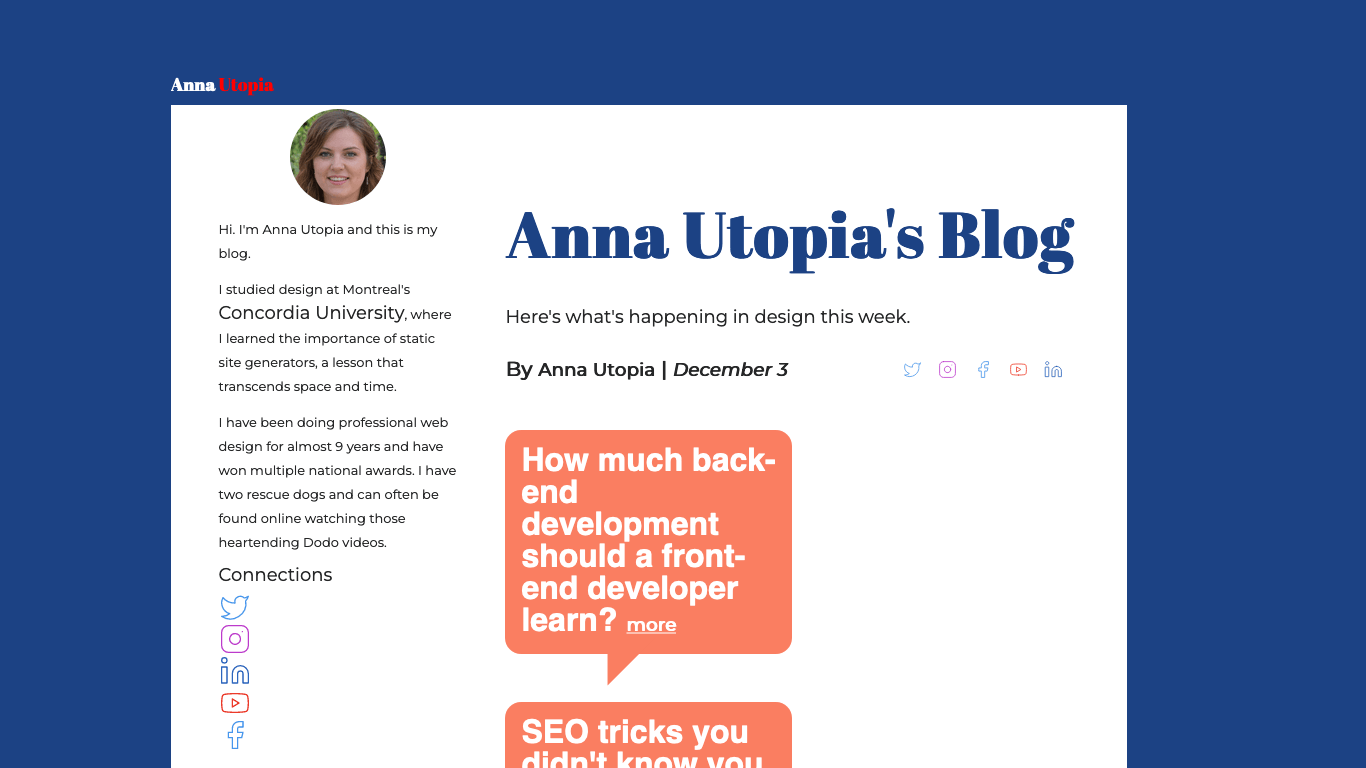 Anna Utopia
Hi. I'm Anna Utopia and this is my
blog.
I studied design at Montreal's
Concordia University, where
I learned the importance of static
site generators, a lesson that
transcends space and time.
I have been doing professional web
design for almost 9 years and have
won multiple national awards. I have
two rescue dogs and can often be
found online watching those
heartending Dodo videos.
Connections
Anna Utopia's Blog
Here's what's happening in design this week.
By Anna Utopia | December 3
How much back-
end
development
should a front-
end developer
learn? more
SEO tricks you
didn't know you